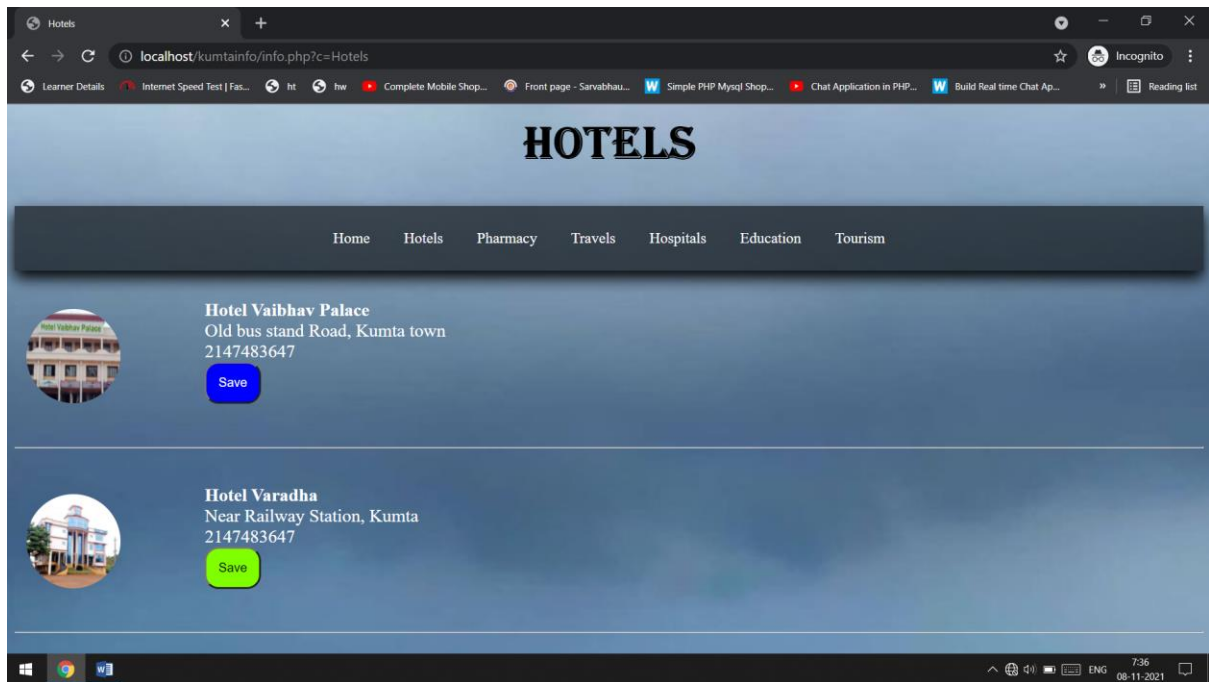 Hotels
localhost/kumtainfo/info.php?c=Hotels
Incognito
Learner Details Internet Speed Test | Fas... ht hw Complete Mobile Shop... Front page - Sarvabhau... Simple PHP Mysql Shop... Chat Application in PHP... Build Real time Chat Ap... » Reading list
HOTELS
Home Hotels Pharmacy Travels Hospitals Education Tourism
Hotel Vaibhav Palace
Hotel Vaibhav Palace
Old bus stand Road, Kumta town
2147483647
Save
Hotel Varadha
Near Railway Station, Kumta
2147483647
Save
ENG
7:36
08-11-2021